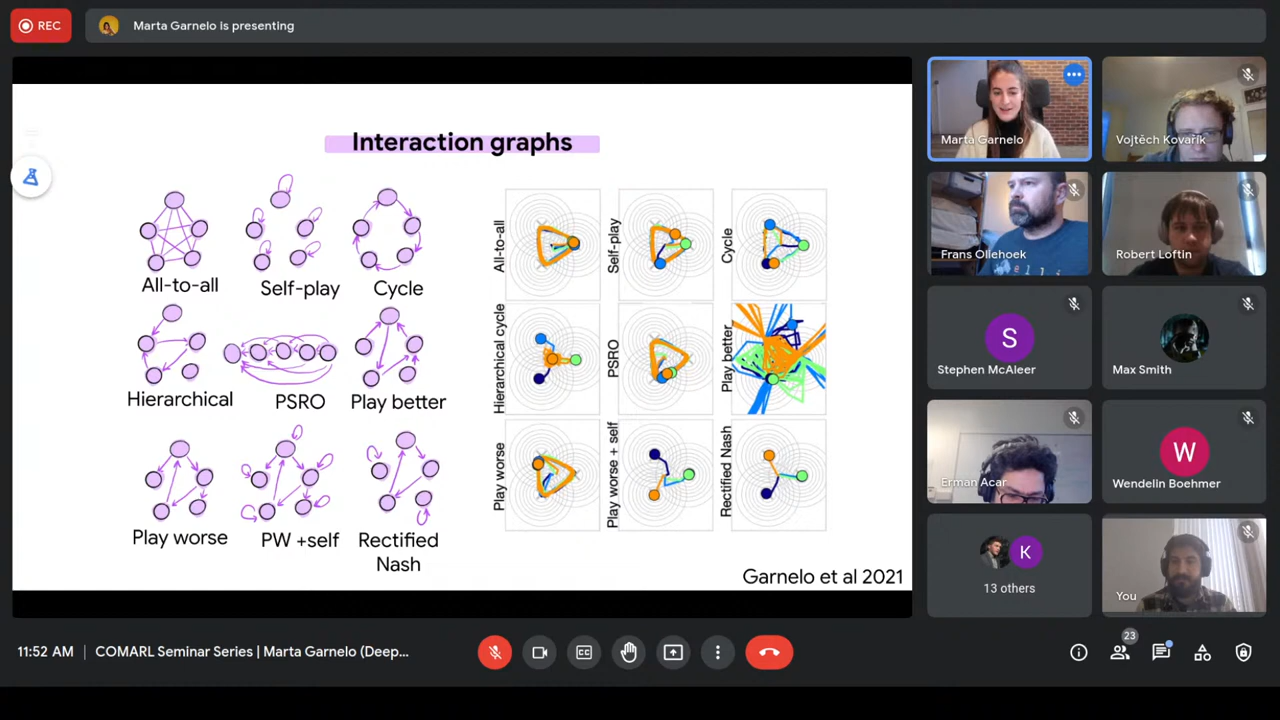 REC
Marta Garnelo is presenting
Interaction graphs
All-to-all
Self-play
Cycle
Hierarchical
PSRO
Play better
Play worse
PW +self
Rectified
Nash
All-to-all
Self-play
Cycle
Hierarchical cycle
PSRO
Play better
Play worse
Play worse + self
Rectified Nash
Garnelo et al 2021
Marta Garnelo
Vojtěch Kovařík
Frans Oliehoek
Robert Loftin
S
Stephen McAleer
Max Smith
Erman Acar
W
Wendelin Boehmer
K
13 others
You
11:52 AM
COMARL Seminar Series | Marta Garnelo (Deep...
CC
23